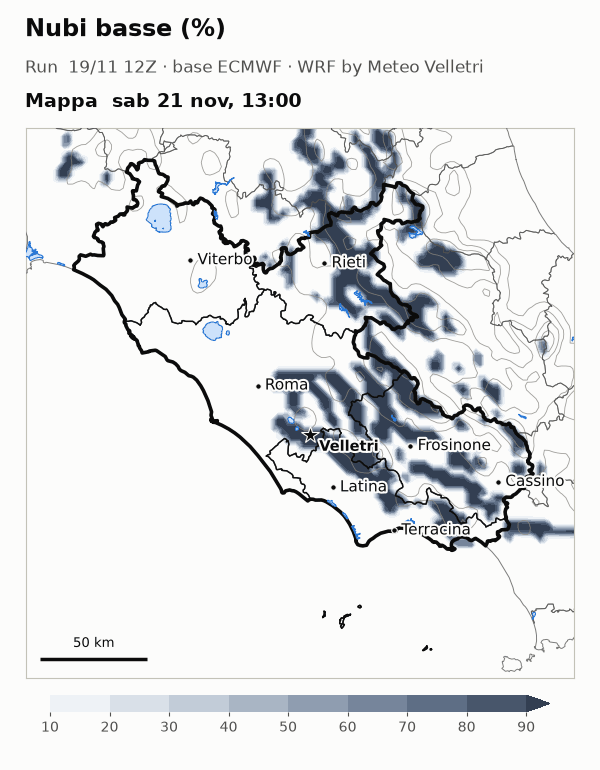 Nubi basse (%)
Run  19/11 12Z · base ECMWF · WRF by Meteo Velletri
Mappa  sab 21 nov, 13:00
Viterbo
Rieti
Roma
Velletri
Frosinone
Latina
Cassino
Terracina
50 km
10 20 30 40 50 60 70 80 90